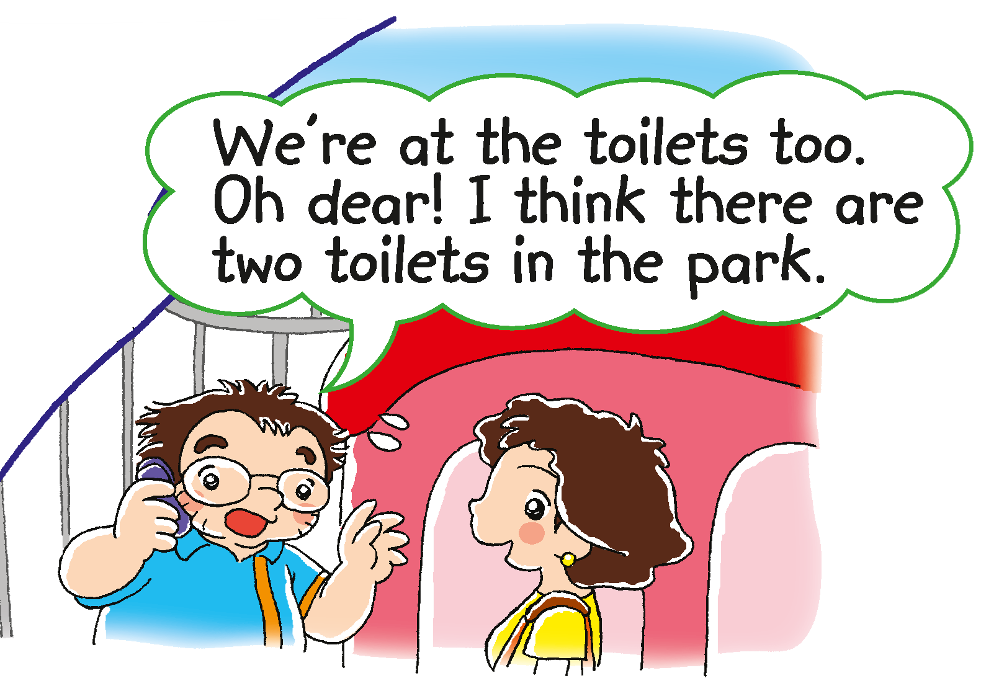 We're at the toilets too.
Oh dear! I think there are
two toilets in the park.